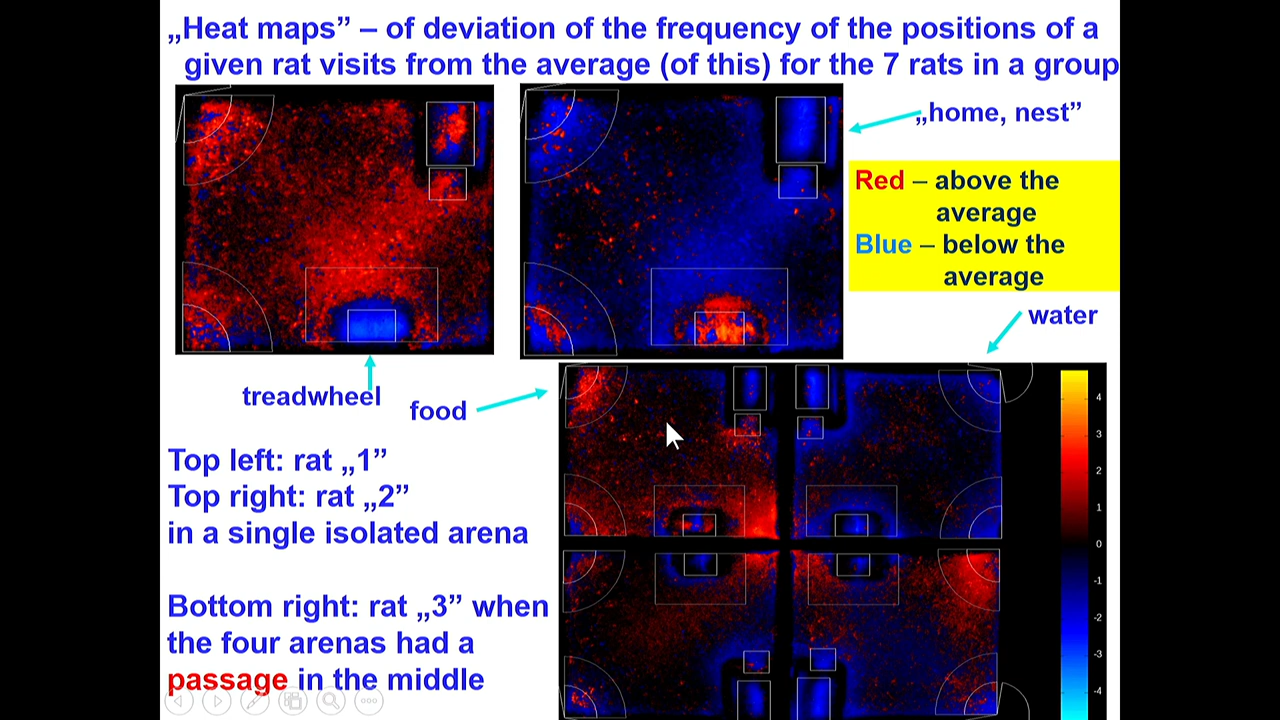 „Heat maps” – of deviation of the frequency of the positions of a
given rat visits from the average (of this) for the 7 rats in a group
„home, nest”
Red – above the
average
Blue – below the
average
water
treadwheel
food
Top left: rat „1”
Top right: rat „2”
in a single isolated arena
Bottom right: rat „3” when
the four arenas had a
passage in the middle
4
3
2
1
0
-1
-2
-3
-4